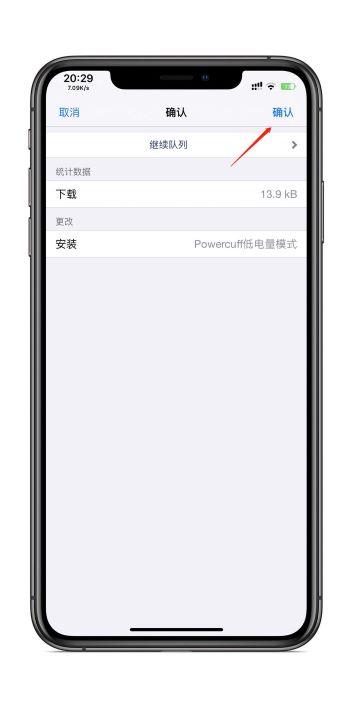 20:29
7.09K/s
取消 确认 确认
继续队列
统计数据
下载 13.9 kB
更改
安装 Powercuff低电量模式